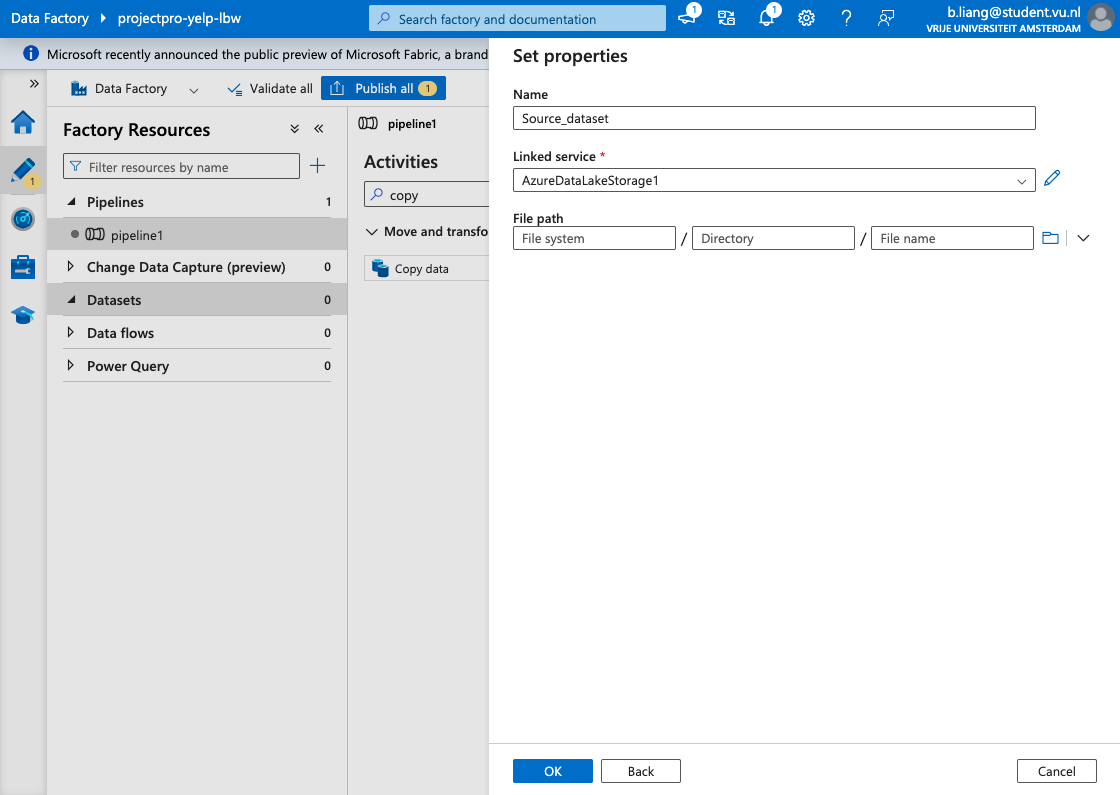 Data Factory
projectpro-yelp-lbw
Search factory and documentation
1
1
b.liang@student.vu.nl
VRIJE UNIVERSITEIT AMSTERDAM
Microsoft recently announced the public preview of Microsoft Fabric, a brand
Data Factory
Validate all
Publish all 1
Factory Resources
Filter resources by name
1
Pipelines 1
pipeline1
Change Data Capture (preview) 0
Datasets 0
Data flows 0
Power Query 0
pipeline1
Activities
copy
Move and transfo
Copy data
Set properties
Name
Source_dataset
Linked service *
AzureDataLakeStorage1
File path
File system / Directory / File name
OK Back Cancel